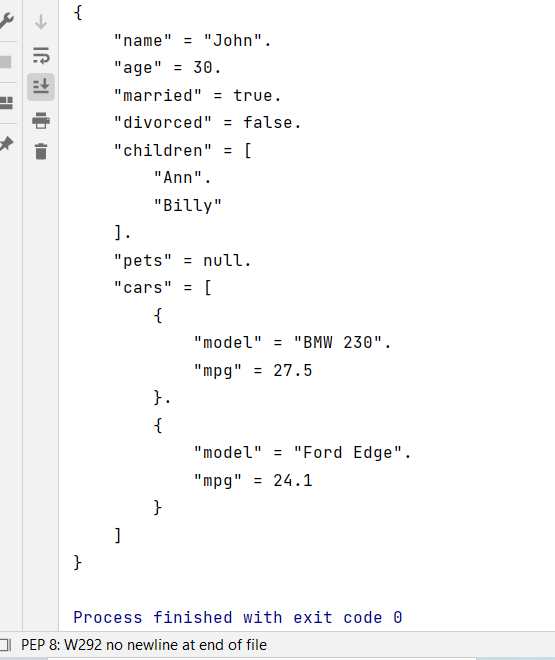 {
    "name" = "John".
    "age" = 30.
    "married" = true.
    "divorced" = false.
    "children" = [
        "Ann".
        "Billy"
    ].
    "pets" = null.
    "cars" = [
        {
            "model" = "BMW 230".
            "mpg" = 27.5
        }.
        {
            "model" = "Ford Edge".
            "mpg" = 24.1
        }
    ]
}
Process finished with exit code 0
PEP 8: W292 no newline at end of file